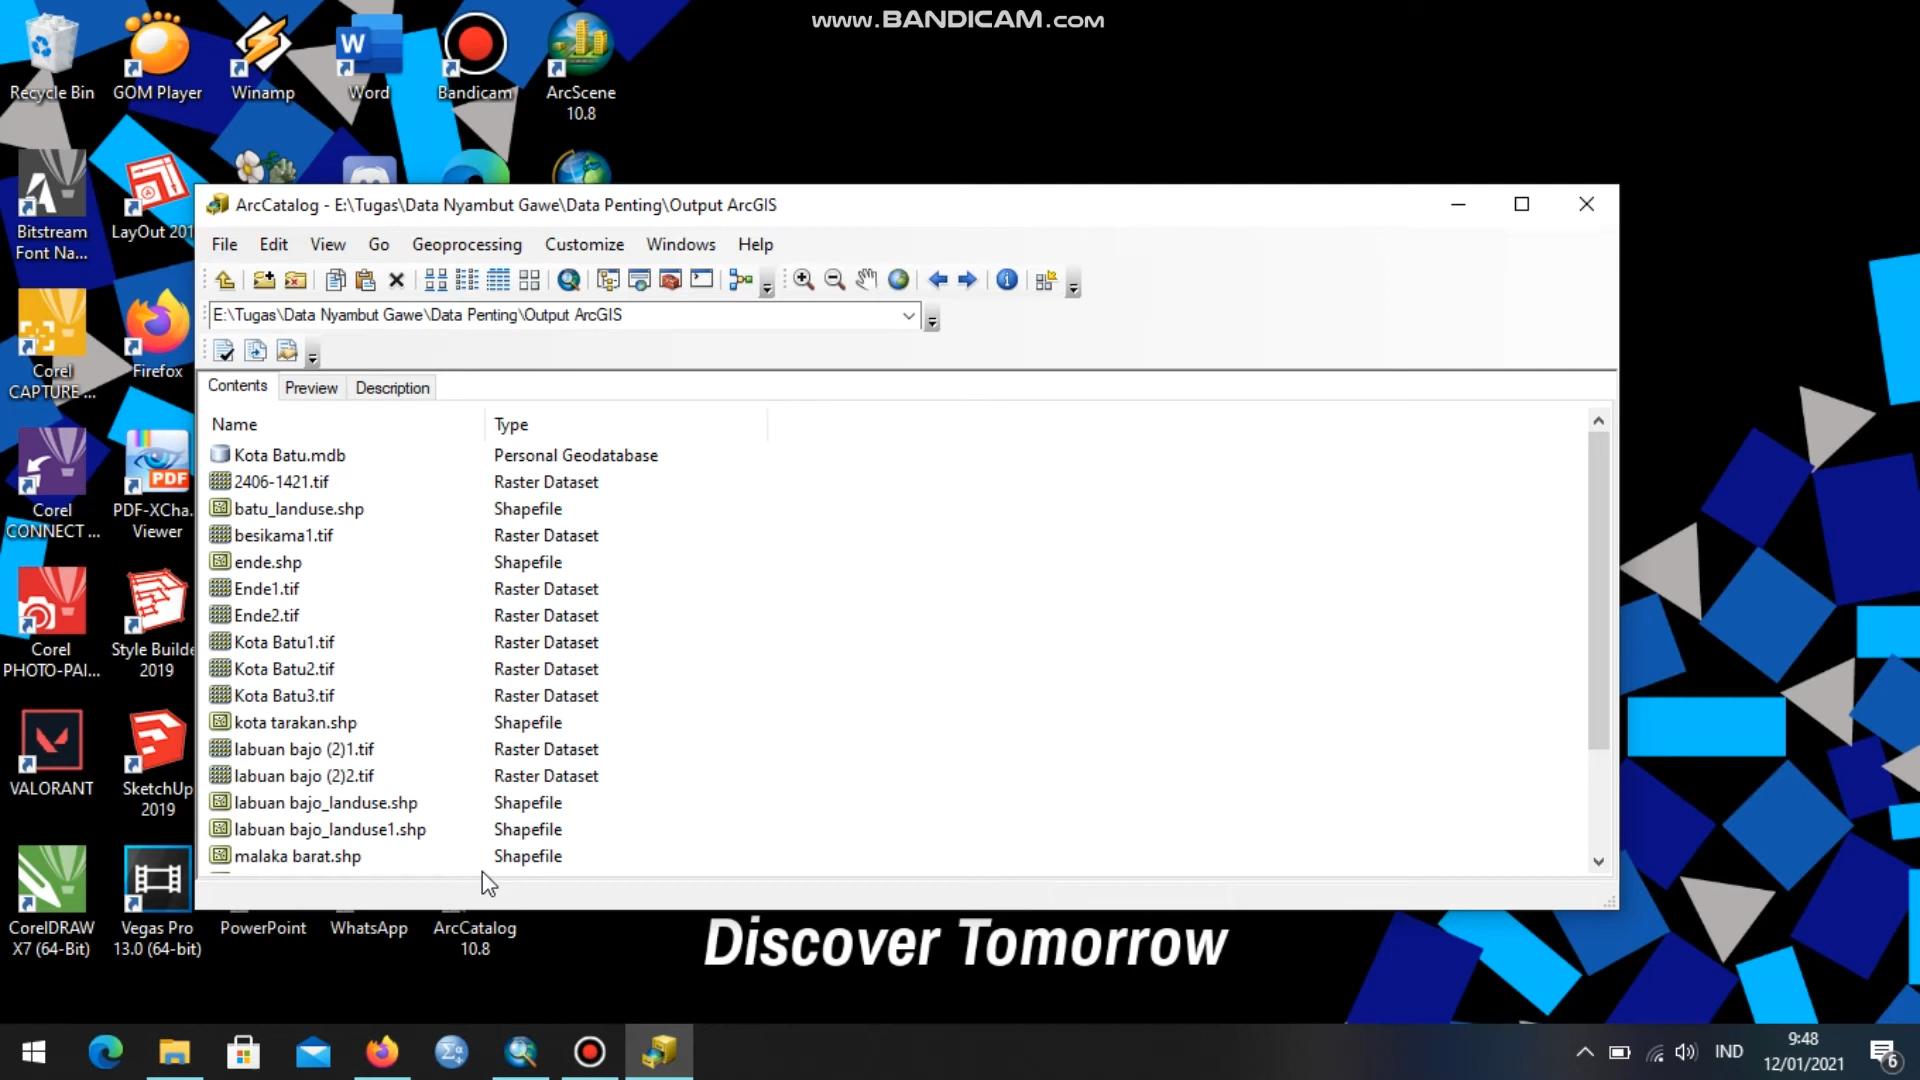 www.BANDICAM.com
Recycle Bin
GOM Player
Winamp
W
Word
Bandicam
ArcScene
10.8
Bitstream
Font Na...
LayOut 201
Corel
CAPTURE ...
Firefox
Corel
CONNECT ...
PDF
PDF-XCha.
Viewer
Corel
PHOTO-PAI...
Style Builde
2019
VALORANT
SketchUp
2019
CorelDRAW
X7 (64-Bit)
Vegas Pro
13.0 (64-bit)
PowerPoint
WhatsApp
ArcCatalog
10.8
ArcCatalog - E:\Tugas\Data Nyambut Gawe\Data Penting\Output ArcGIS
File Edit View Go Geoprocessing Customize Windows Help
E:\Tugas\Data Nyambut Gawe\Data Penting\Output ArcGIS
Contents Preview Description
Name Type
Kota Batu.mdb Personal Geodatabase
2406-1421.tif Raster Dataset
batu_landuse.shp Shapefile
besikama1.tif Raster Dataset
ende.shp Shapefile
Ende1.tif Raster Dataset
Ende2.tif Raster Dataset
Kota Batu1.tif Raster Dataset
Kota Batu2.tif Raster Dataset
Kota Batu3.tif Raster Dataset
kota tarakan.shp Shapefile
labuan bajo (2)1.tif Raster Dataset
labuan bajo (2)2.tif Raster Dataset
labuan bajo_landuse.shp Shapefile
labuan bajo_landuse1.shp Shapefile
malaka barat.shp Shapefile
Discover Tomorrow
IND
9:48
12/01/2021
6